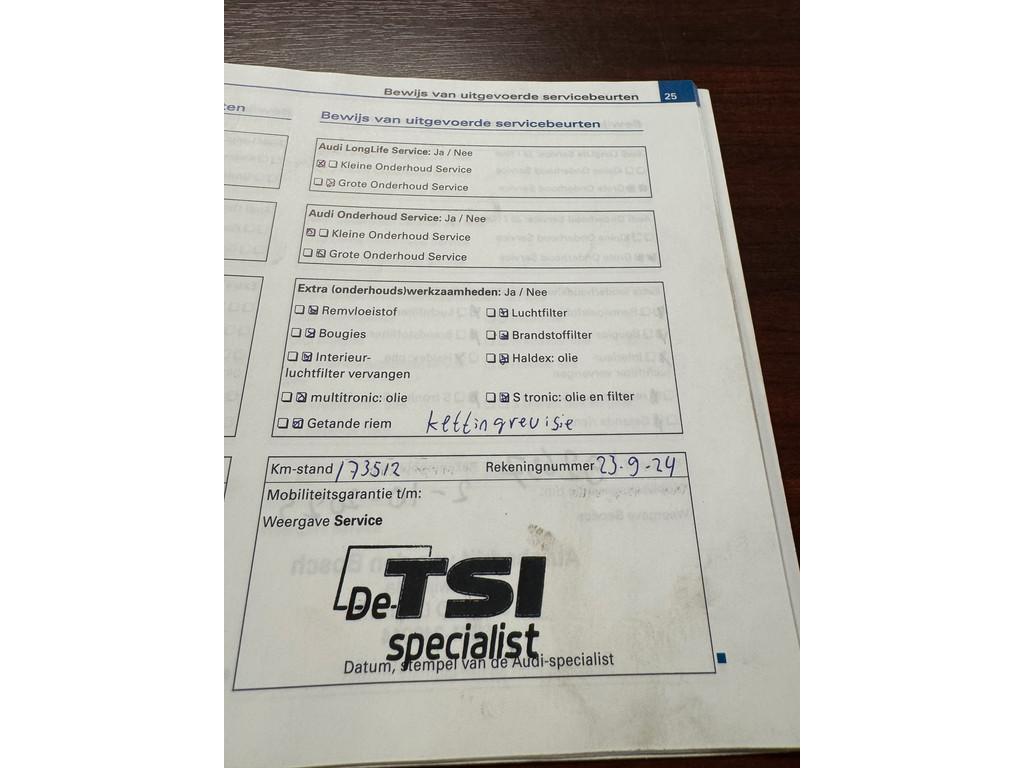 Bewijs van uitgevoerde servicebeurten 25
ten
Bewijs van uitgevoerde servicebeurten
Audi LongLife Service: Ja / Nee
Kleine Onderhoud Service
Grote Onderhoud Service
Audi Onderhoud Service: Ja / Nee
Kleine Onderhoud Service
Grote Onderhoud Service
Extra (onderhouds)werkzaamheden: Ja / Nee
Remvloeistof Luchtfilter
Bougies Brandstoffilter
Interieur- Haldex: olie
luchtfilter vervangen
multitronic: olie S tronic: olie en filter
Getande riem kettingrevisie
Km-stand 173512 Rekeningnummer 23-9-24
Mobiliteitsgarantie t/m:
Weergave Service
De TSI
specialist
Datum, stempel van de Audi-specialist